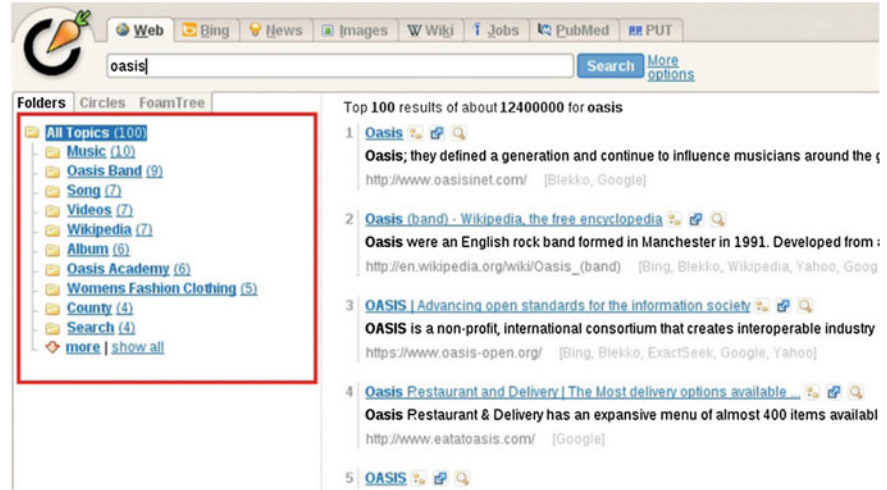 Web Bing News Images Wiki Jobs PubMed PUT
oasis Search More options
Folders Circles FoamTree
All Topics (100)
Music (10)
Oasis Band (9)
Song (7)
Videos (7)
Wikipedia (7)
Album (6)
Oasis Academy (6)
Womens Fashion Clothing (5)
County (4)
Search (4)
more | show all
Top 100 results of about 12400000 for oasis
1 Oasis
Oasis; they defined a generation and continue to influence musicians around the
http://www.oasisinet.com/ [Blekko, Google]
2 Oasis (band) - Wikipedia, the free encyclopedia
Oasis were an English rock band formed in Manchester in 1991. Developed from
http://en.wikipedia.org/wiki/Oasis_(band) [Bing, Blekko, Wikipedia, Yahoo, Goog
3 OASIS | Advancing open standards for the information society
OASIS is a non-profit, international consortium that creates interoperable industry
https://www.oasis-open.org/ [Bing, Blekko, ExactSeek, Google, Yahoo]
4 Oasis Restaurant and Delivery | The Most delivery options available ...
Oasis Restaurant & Delivery has an expansive menu of almost 400 items availabl
http://www.eatatoasis.com/ [Google]
5 OASIS